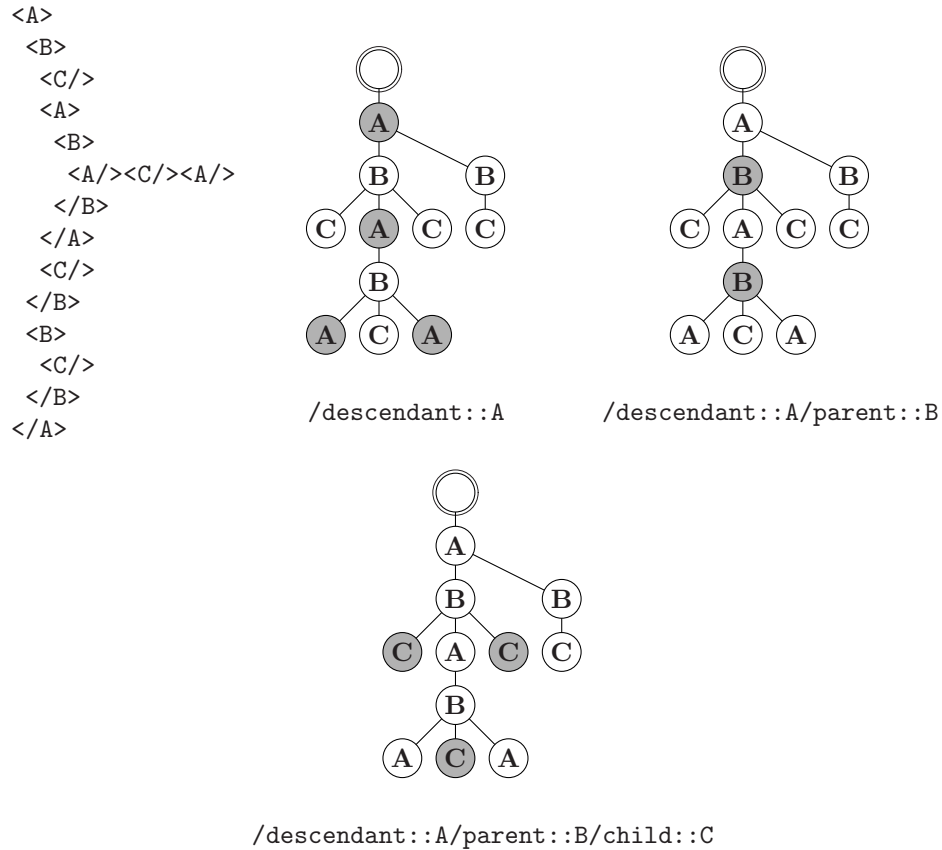 <A>
<B>
<C/>
<A>
<B>
<A/><C/><A/>
</B>
</A>
<C/>
</B>
<B>
<C/>
</B>
</A>
A
B B
C A C C
B
A C A
/descendant::A
A
B B
C A C C
B
A C A
/descendant::A/parent::B
A
B B
C A C C
B
A C A
/descendant::A/parent::B/child::C